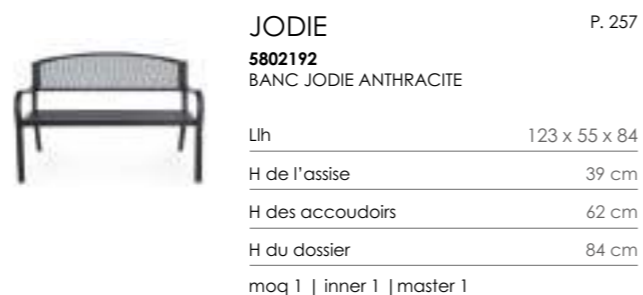 JODIE
P. 257
5802192
BANC JODIE ANTHRACITE
Llh 123 x 55 x 84
H de l'assise 39 cm
H des accoudoirs 62 cm
H du dossier 84 cm
moq 1 | inner 1 | master 1